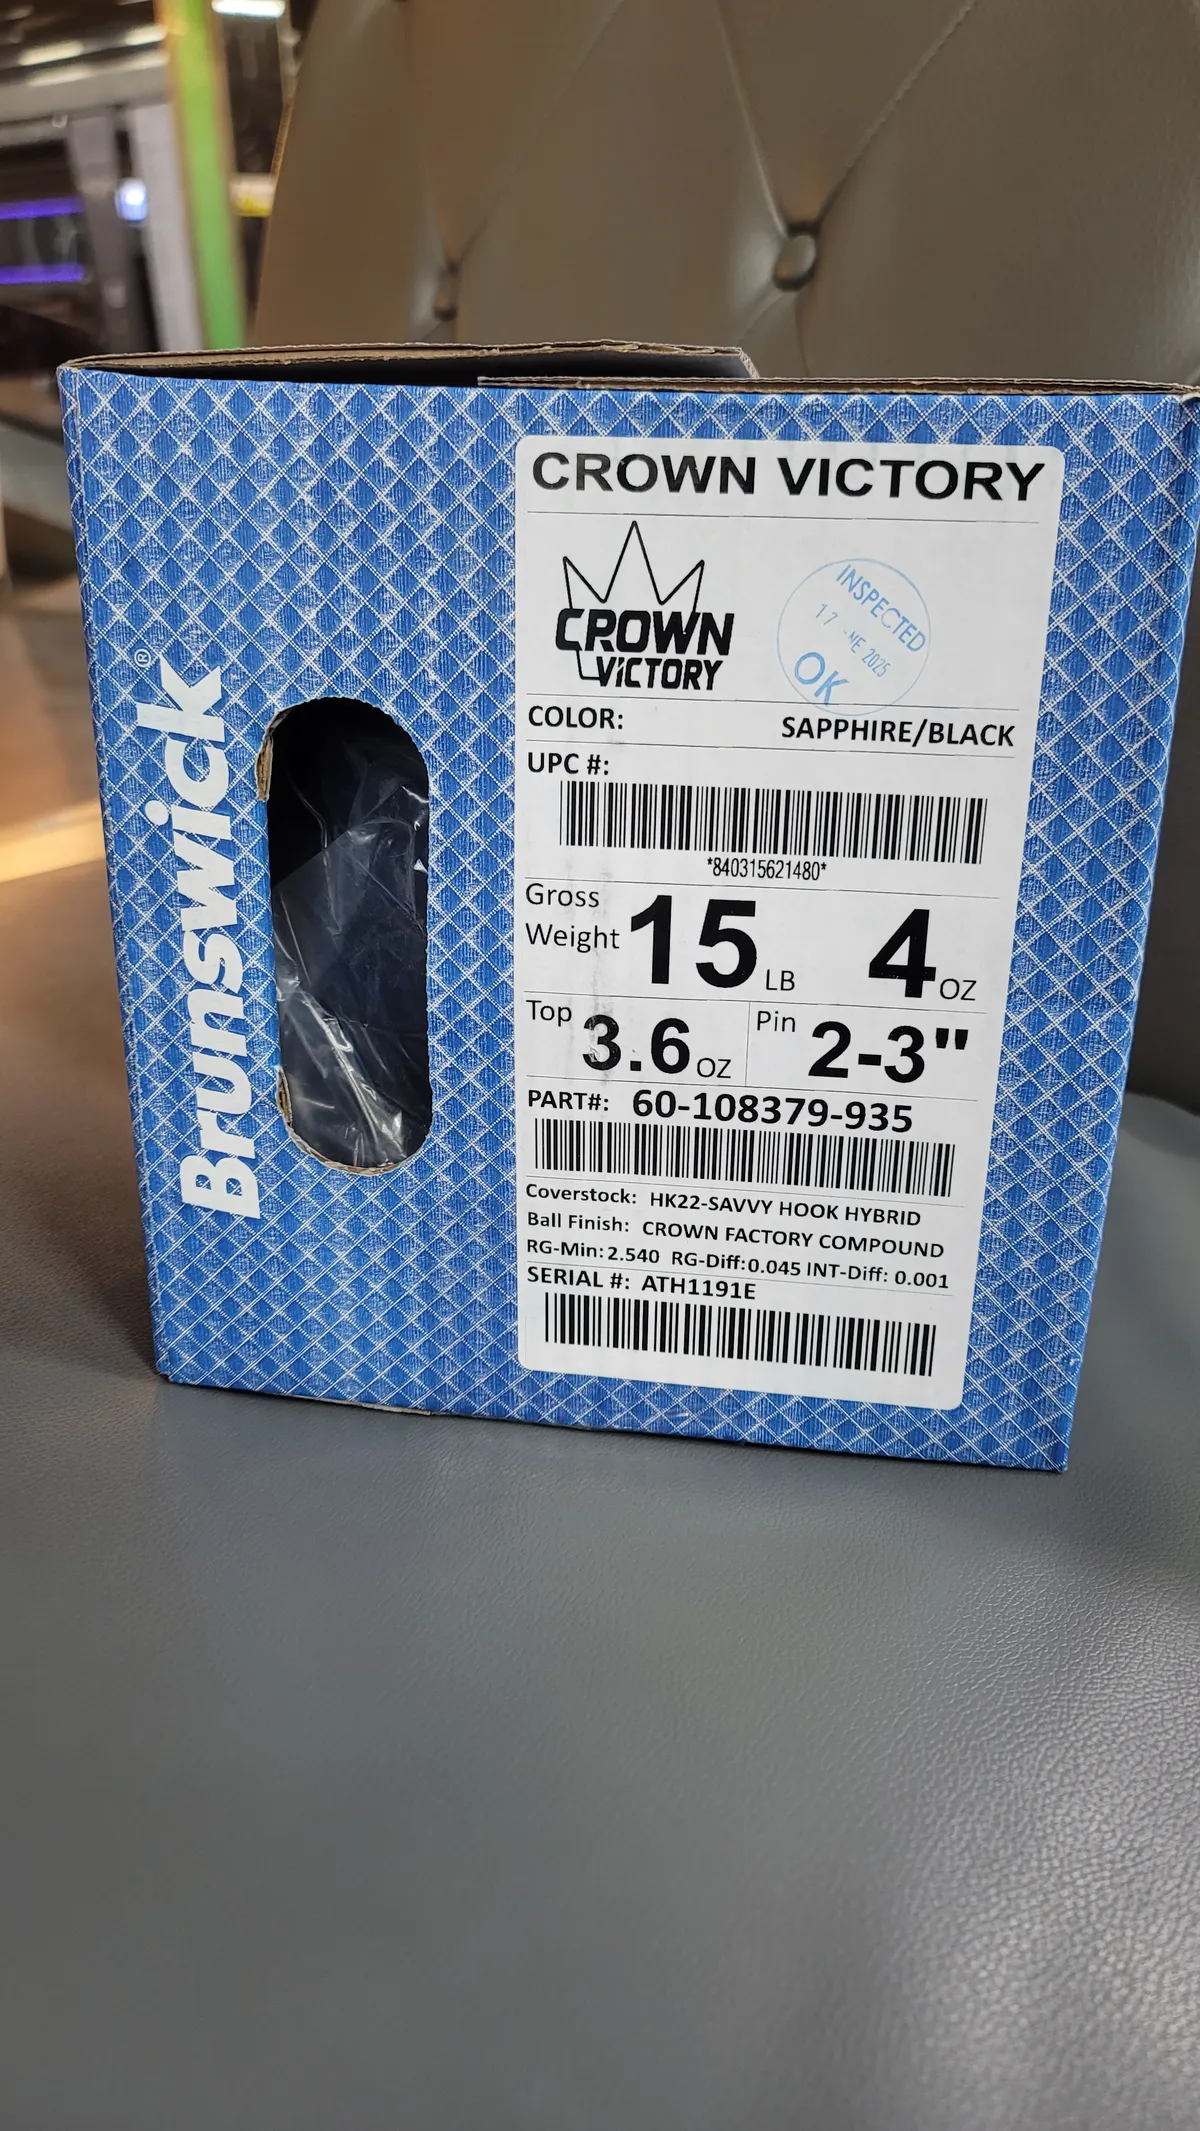 Brunswick®
CROWN VICTORY
CROWN
VICTORY
INSPECTED
17 2025
OK
COLOR: SAPPHIRE/BLACK
UPC #:
*840315621480*
Gross
Weight 15 LB 4 OZ
Top 3.6 OZ Pin 2-3"
PART#: 60-108379-935
Coverstock: HK22-SAVVY HOOK HYBRID
Ball Finish: CROWN FACTORY COMPOUND
RG-Min: 2.540 RG-Diff: 0.045 INT-Diff: 0.001
SERIAL #: ATH1191E